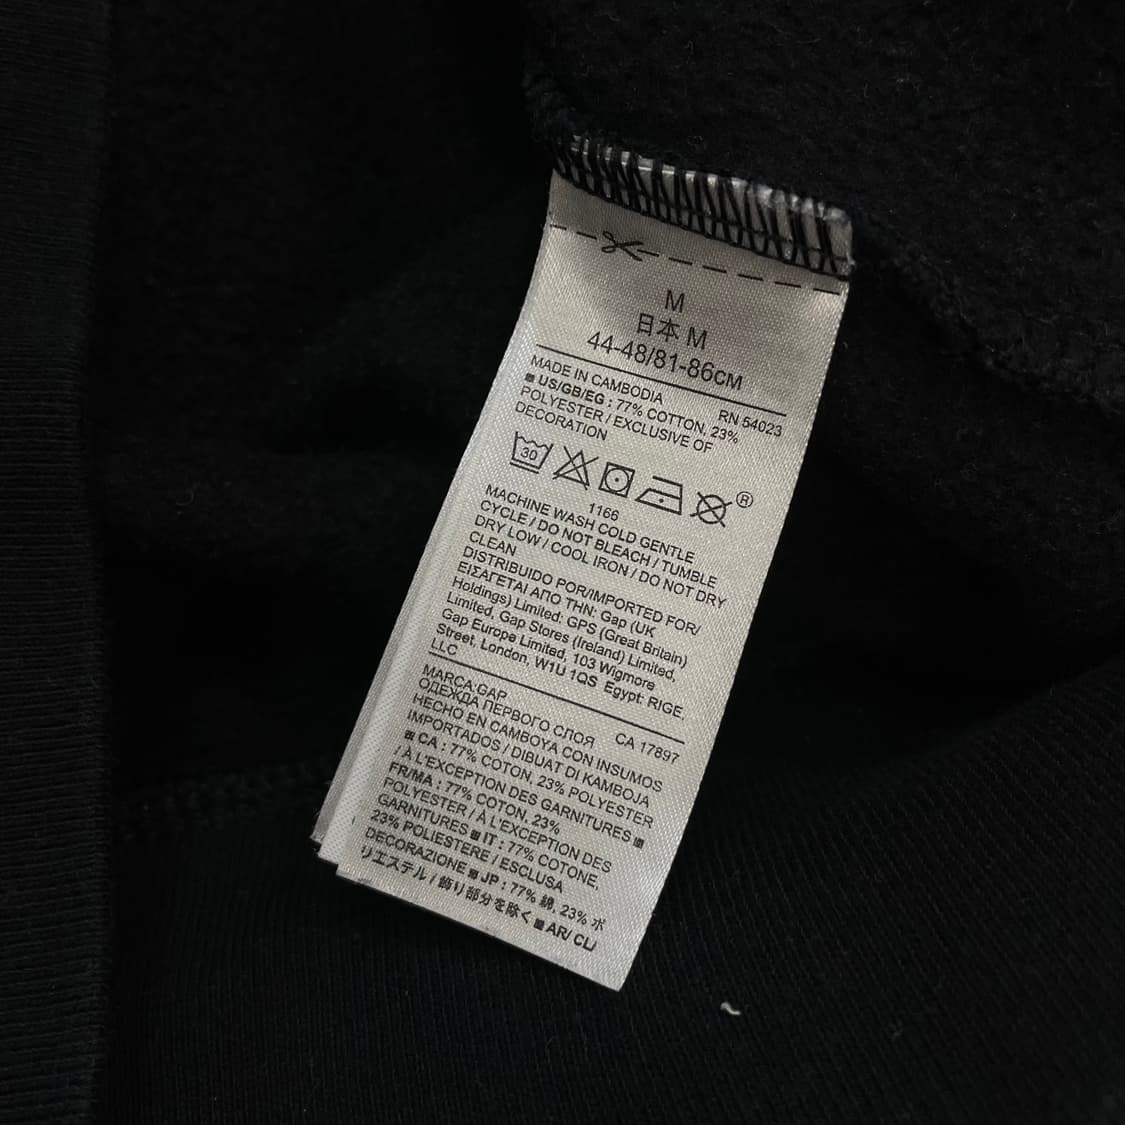 M
日本 M
44-48/81-86CM
MADE IN CAMBODIA RN 54023
■ US/GB/EG : 77% COTTON, 23%
POLYESTER / EXCLUSIVE OF
DECORATION
30 ®
1166
MACHINE WASH COLD GENTLE
CYCLE / DO NOT BLEACH / TUMBLE
DRY LOW / COOL IRON / DO NOT DRY
CLEAN
DISTRIBUIDO POR/IMPORTED FOR/
ΕΙΣΑΓΕΤΑΙ ΑΠΟ ΤΗΝ: Gap (UK
Holdings) Limited: GPS (Great Britain)
Limited, Gap Stores (Ireland) Limited,
Gap Europe Limited, 103 Wigmore
Street, London, W1U 1QS Egypt: RIGE,
LLC
MARCA:GAP CA 17897
ОДЕЖДА ПЕРВОГО СЛОЯ
HECHO EN CAMBOYA CON INSUMOS
IMPORTADOS / DIBUAT DI KAMBOJA
■ CA : 77% COTON, 23% POLYESTER
/ À L'EXCEPTION DES GARNITURES ■
FR/MA : 77% COTON, 23%
POLYESTER / À L'EXCEPTION DES
GARNITURES ■ IT : 77% COTONE,
23% POLIESTERE / ESCLUSA
DECORAZIONE ■ JP : 77% 綿, 23% ポ
リエステル / 飾り部分を除く ■ AR/ CL/